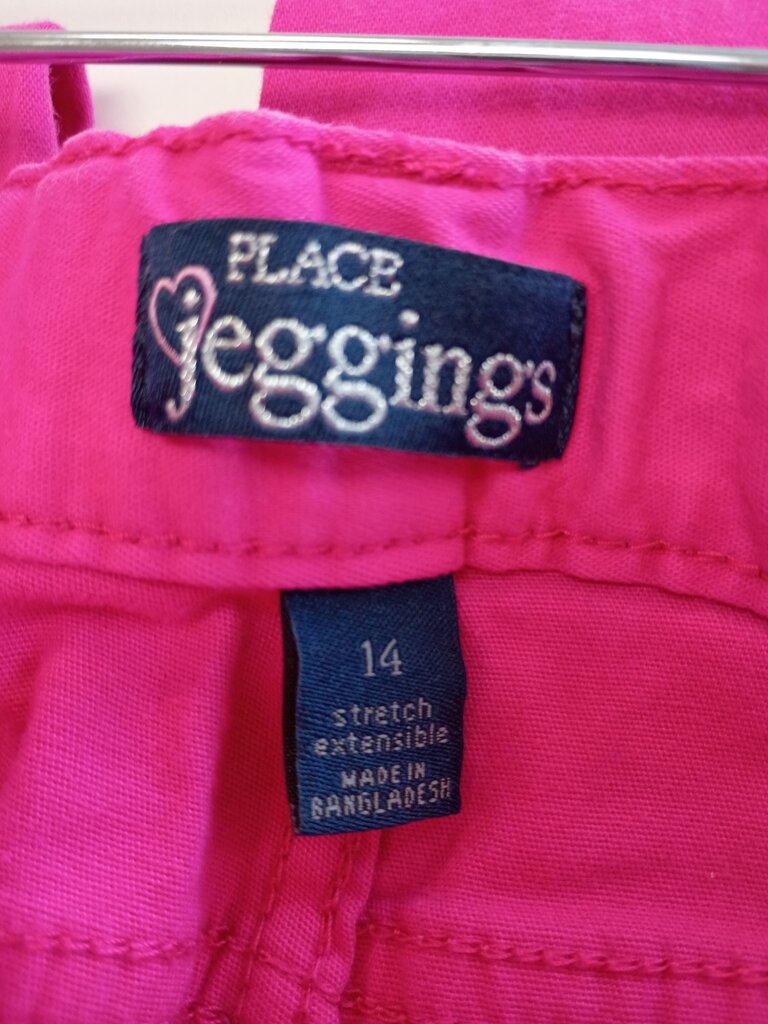 PLACE
jeggings
14
stretch
extensible
MADE IN
BANGLADESH